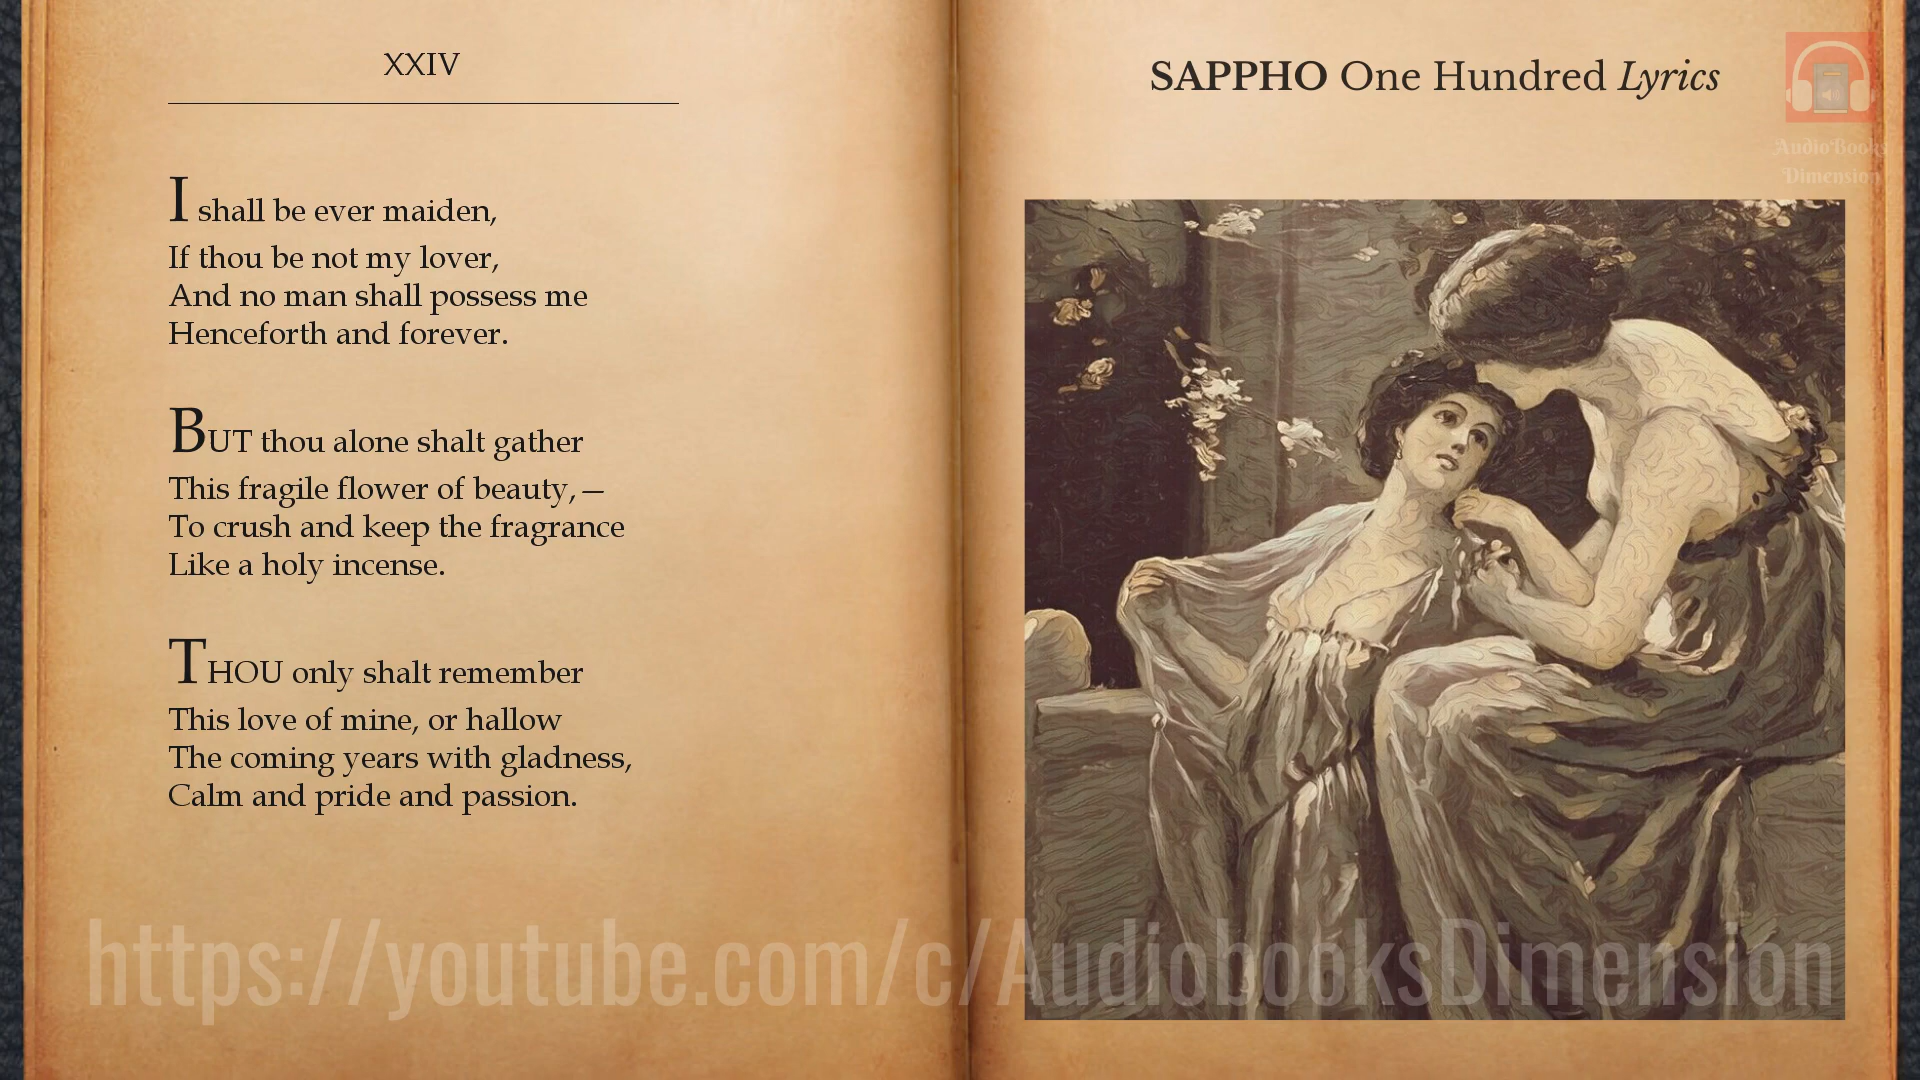 XXIV
I shall be ever maiden,
If thou be not my lover,
And no man shall possess me
Henceforth and forever.
BUT thou alone shalt gather
This fragile flower of beauty,—
To crush and keep the fragrance
Like a holy incense.
THOU only shalt remember
This love of mine, or hallow
The coming years with gladness,
Calm and pride and passion.
SAPPHO One Hundred Lyrics
AudioBooks
Dimension
https://youtube.com/c/AudiobooksDimension